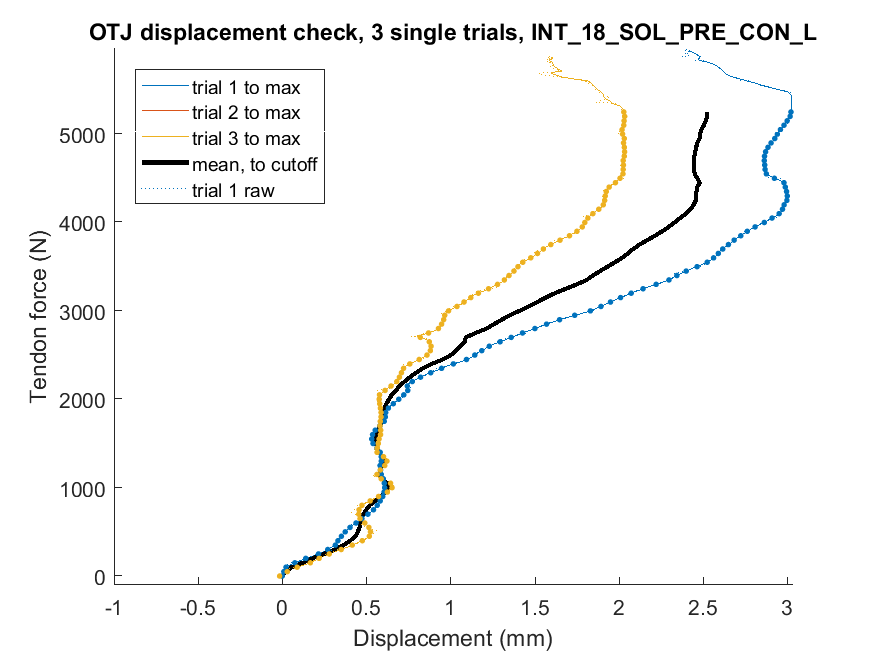 OTJ displacement check, 3 single trials, INT_18_SOL_PRE_CON_L
trial 1 to max
trial 2 to max
trial 3 to max
mean, to cutoff
trial 1 raw
Tendon force (N)
5000
4000
3000
2000
1000
0
-1 -0.5 0 0.5 1 1.5 2 2.5 3
Displacement (mm)